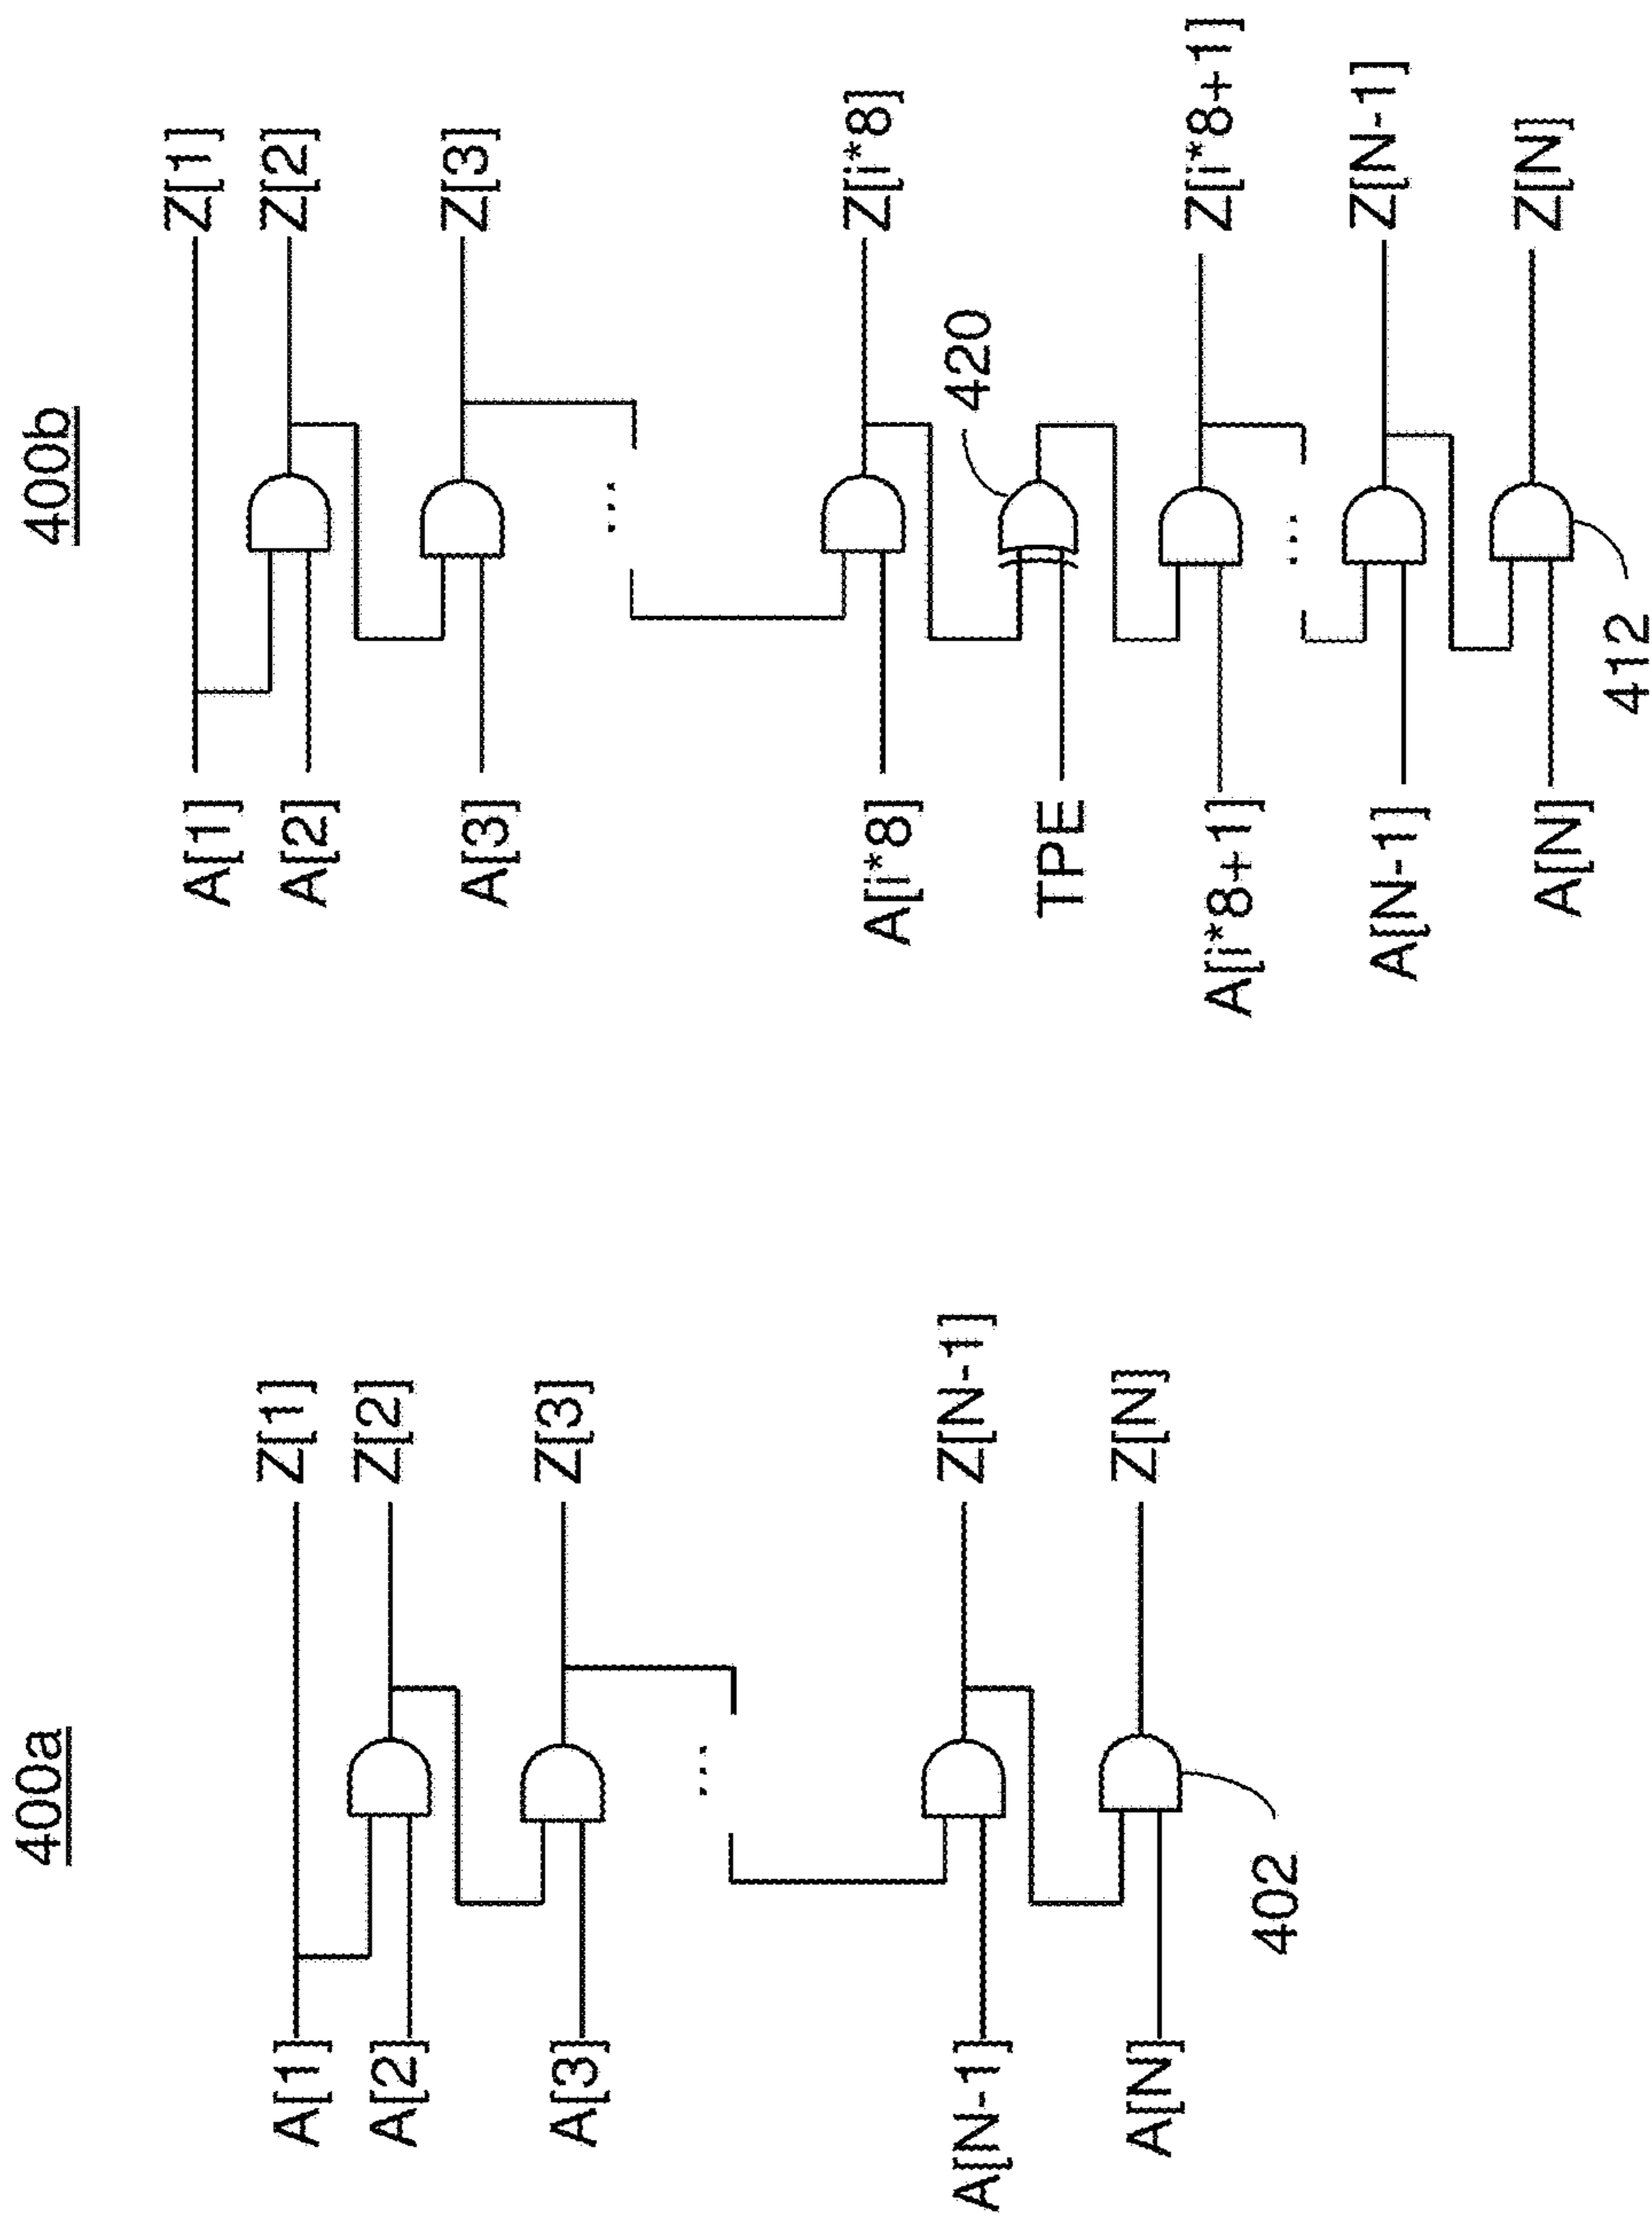 400a
A[1]
Z[1]
A[2]
Z[2]
A[3]
Z[3]
...
A[N-1]
Z[N-1]
A[N]
Z[N]
402
400b
A[1]
Z[1]
A[2]
Z[2]
A[3]
Z[3]
...
A[i*8]
Z[i*8]
TPE
420
A[i*8+1]
Z[i*8+1]
...
A[N-1]
Z[N-1]
A[N]
Z[N]
412